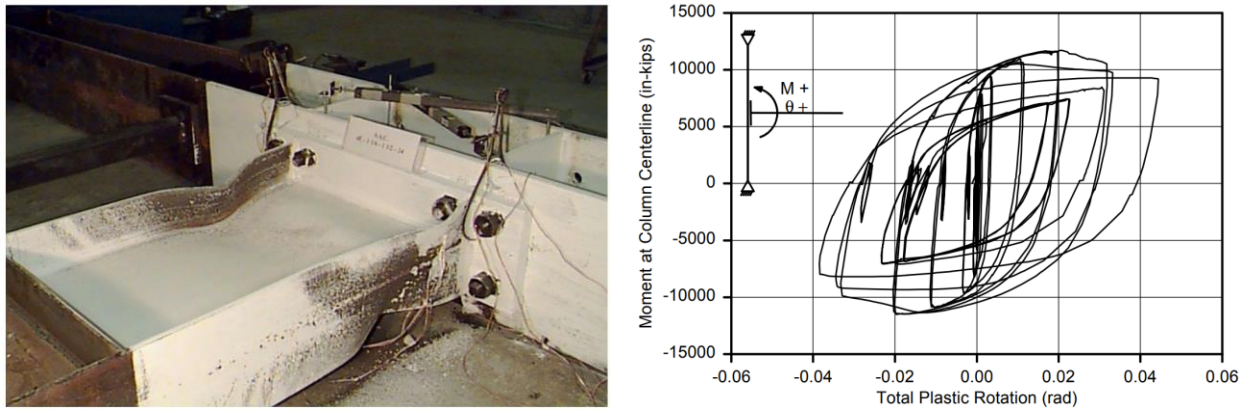 SAC
15000
10000
5000
0
-5000
-10000
-15000
Moment at Column Centerline (in-kips)
M +
θ +
-0.06
-0.04
-0.02
0.00
0.02
0.04
0.06
Total Plastic Rotation (rad)